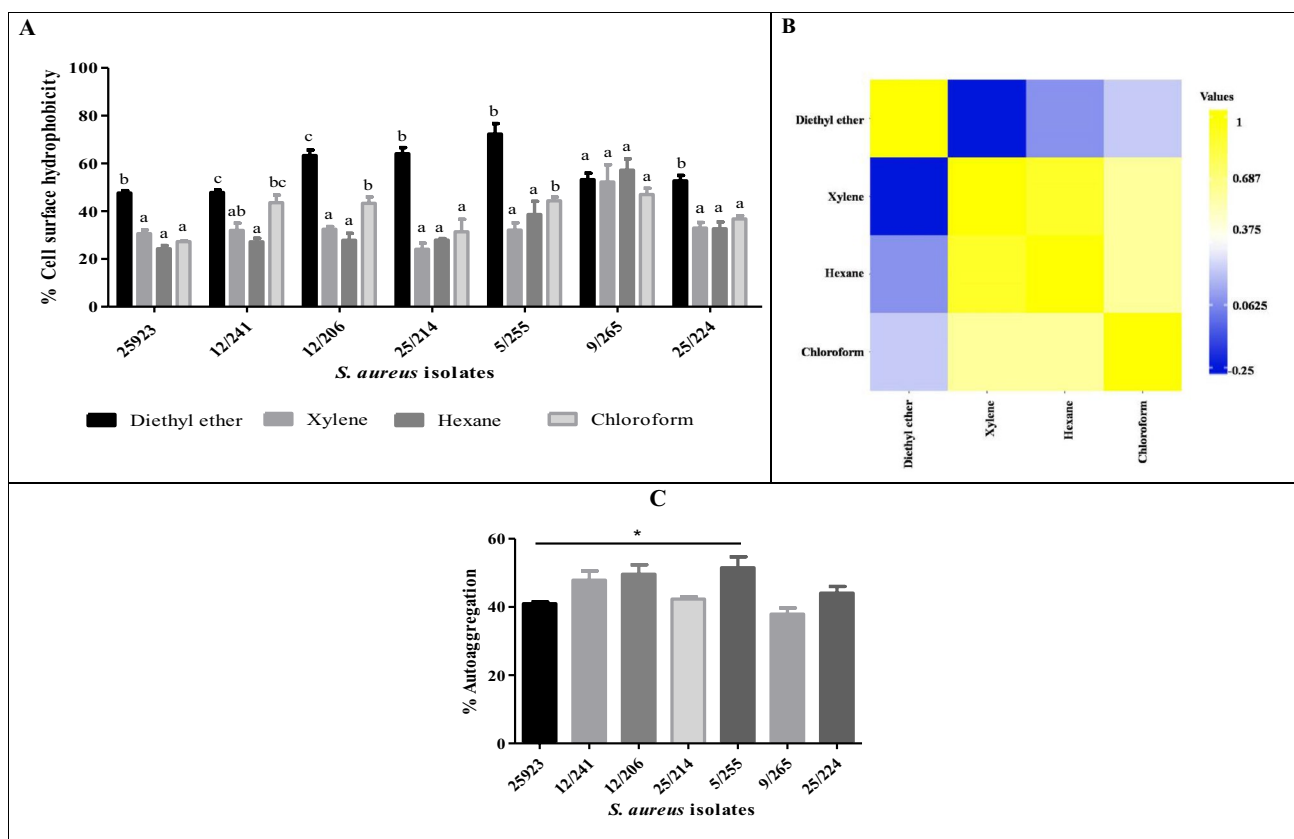 A
% Cell surface hydrophobicity
100
80
60
40
20
0
b a a a
c ab a bc
c a a b
b a a a
b a a b
a a a a
b a a a
25923 12/241 12/206 25/214 5/255 9/265 25/224
S. aureus isolates
Diethyl ether Xylene Hexane Chloroform
B
Diethyl ether
Xylene
Hexane
Chloroform
Diethyl ether Xylene Hexane Chloroform
Values
1
0.687
0.375
0.0625
-0.25
C
*
% Autoaggregation
60
40
20
0
25923 12/241 12/206 25/214 5/255 9/265 25/224
S. aureus isolates